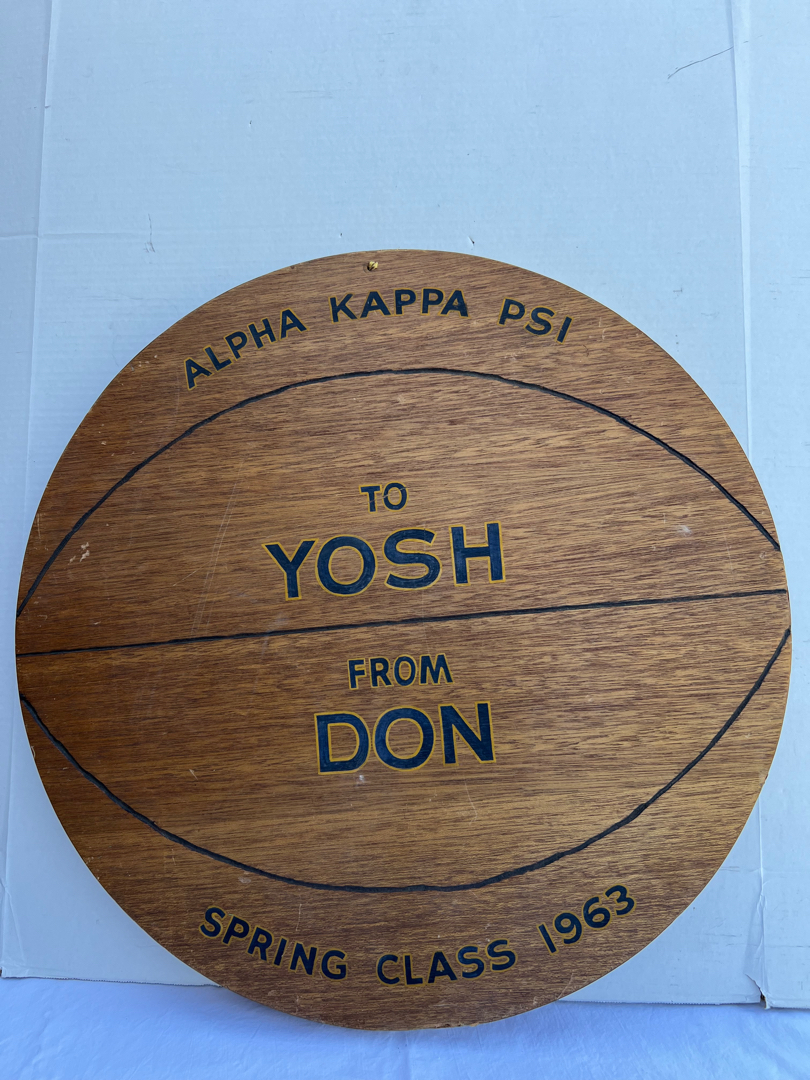 ALPHA KAPPA PSI
TO
YOSH
FROM
DON
SPRING CLASS 1963